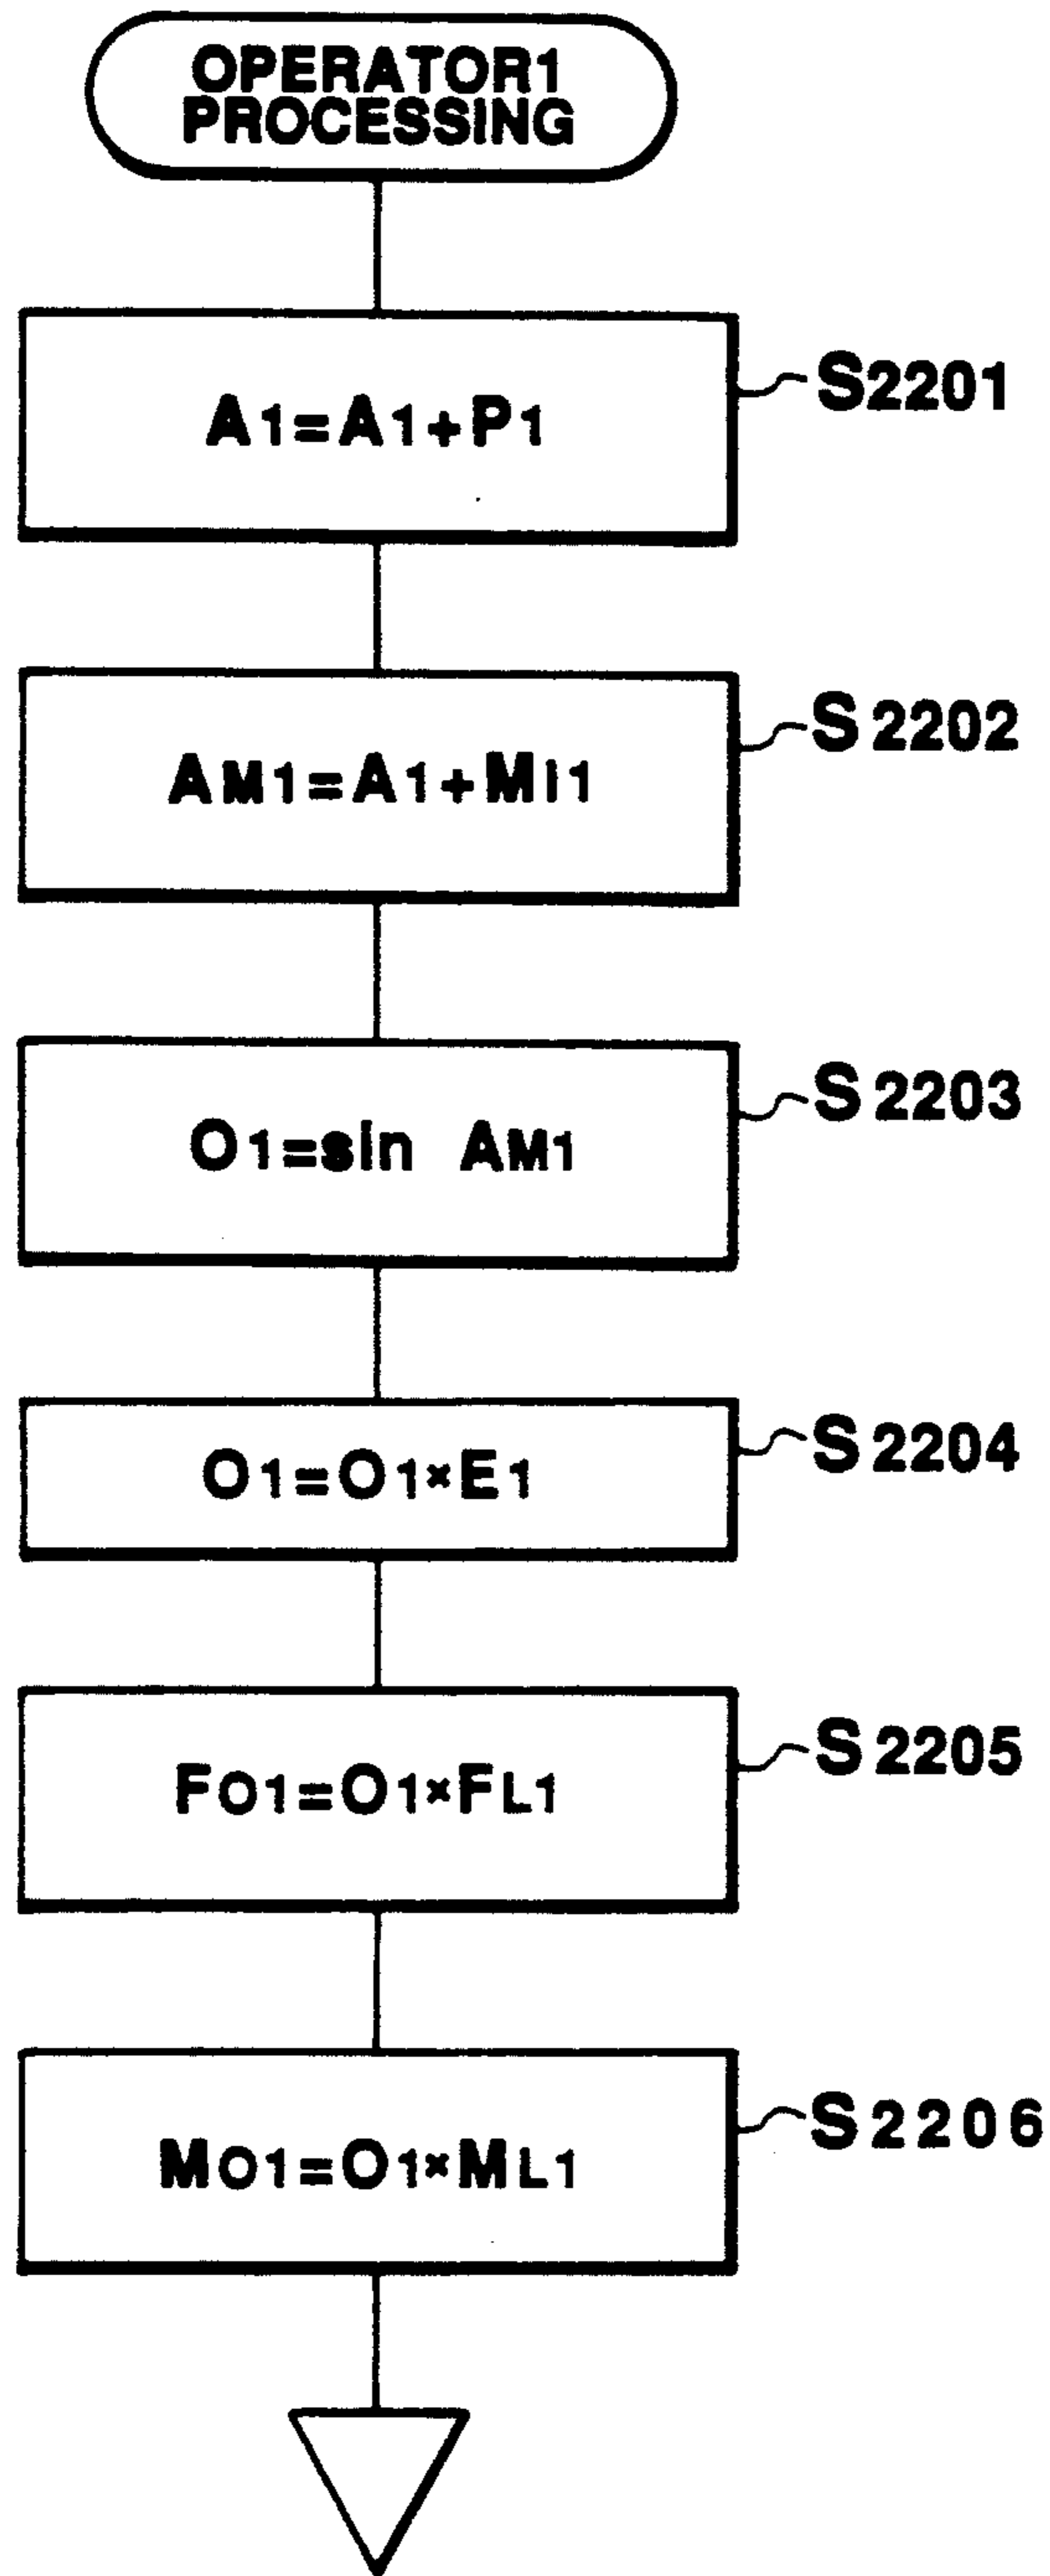 OPERATOR1
PROCESSING
A1=A1+P1
S2201
AM1=A1+MI1
S2202
O1=sin AM1
S2203
O1=O1×E1
S2204
FO1=O1×FL1
S2205
MO1=O1×ML1
S2206